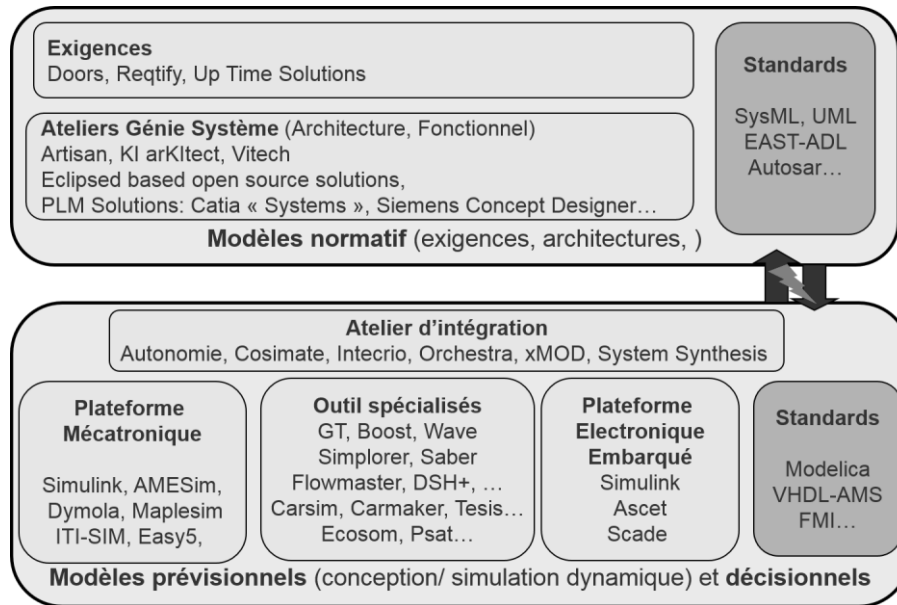 Exigences
Doors, Reqtify, Up Time Solutions
Ateliers Génie Système (Architecture, Fonctionnel)
Artisan, KI arKItect, Vitech
Eclipsed based open source solutions,
PLM Solutions: Catia « Systems », Siemens Concept Designer…
Modèles normatif (exigences, architectures, )
Standards
SysML, UML
EAST-ADL
Autosar…
Atelier d’intégration
Autonomie, Cosimate, Intecrio, Orchestra, xMOD, System Synthesis
Plateforme
Mécatronique
Simulink, AMESim,
Dymola, Maplesim
ITI-SIM, Easy5,
Outil spécialisés
GT, Boost, Wave
Simplorer, Saber
Flowmaster, DSH+, …
Carsim, Carmaker, Tesis…
Ecosom, Psat…
Plateforme
Electronique
Embarqué
Simulink
Ascet
Scade
Standards
Modelica
VHDL-AMS
FMI…
Modèles prévisionnels (conception/ simulation dynamique) et décisionnels